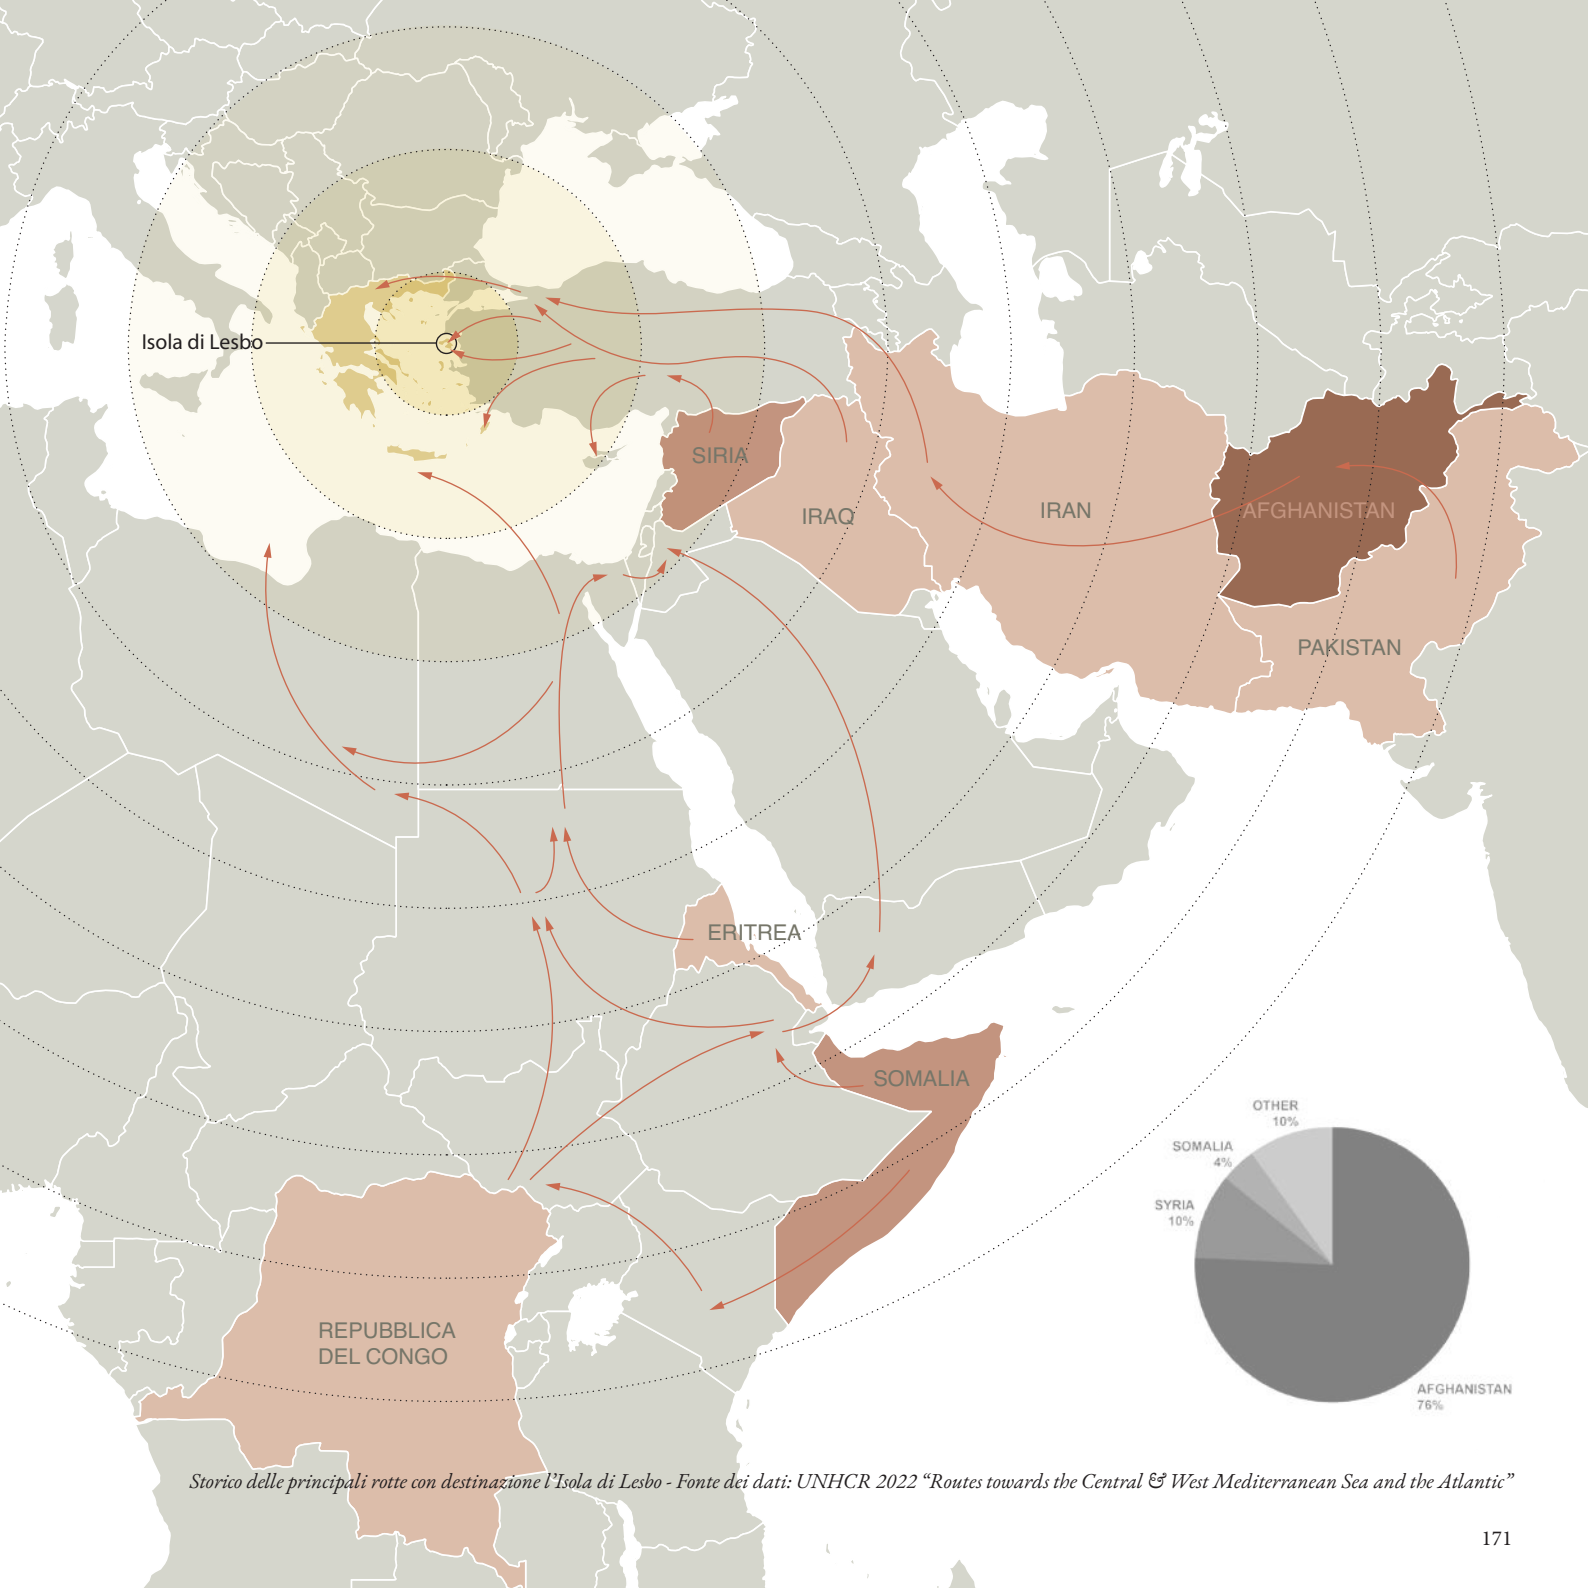 Isola di Lesbo
SIRIA
IRAQ
IRAN
AFGHANISTAN
PAKISTAN
ERITREA
SOMALIA
REPUBBLICA
DEL CONGO
OTHER
10%
SOMALIA
4%
SYRIA
10%
AFGHANISTAN
76%
Storico delle principali rotte con destinazione l’Isola di Lesbo - Fonte dei dati: UNHCR 2022 “Routes towards the Central & West Mediterranean Sea and the Atlantic”
171